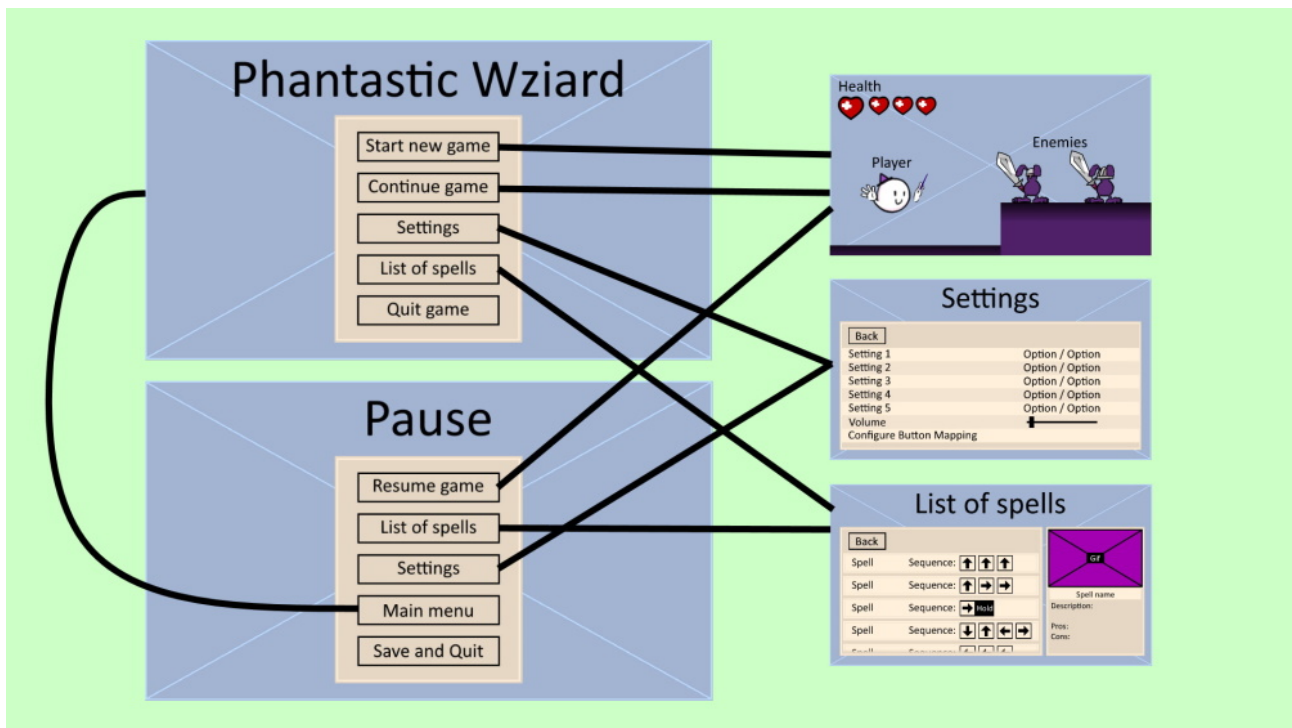 Phantastic Wziard
Start new game
Continue game
Settings
List of spells
Quit game
Pause
Resume game
List of spells
Settings
Main menu
Save and Quit
Health
Player
Enemies
Settings
Back
Setting 1 Option / Option
Setting 2 Option / Option
Setting 3 Option / Option
Setting 4 Option / Option
Setting 5 Option / Option
Volume
Configure Button Mapping
List of spells
Back
Spell Sequence:
Spell Sequence:
Spell Sequence: Hold
Spell Sequence:
Spell Sequence:
Gif
Spell name
Description:
Pros:
Cons: